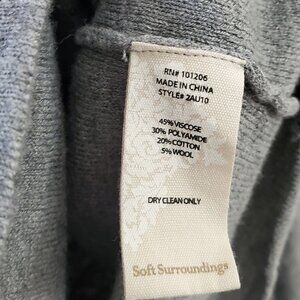 RN# 101206
MADE IN CHINA
STYLE# 2AU10
45% VISCOSE
30% POLYAMIDE
20% COTTON
5% WOOL
DRY CLEAN ONLY
Soft Surroundings